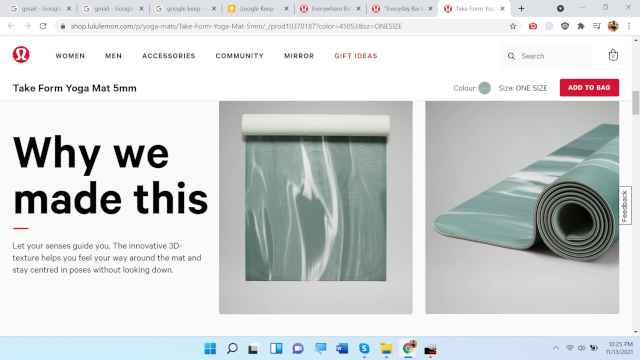 gmail - Google
gmail - Google
google keep -
Google Keep
Everywhere Be
"Everyday Back
Take Form Yog
shop.lululemon.com/p/yoga-mats/Take-Form-Yoga-Mat-5mm/_/prod10370187?color=45053&sz=ONESIZE
WOMEN MEN ACCESSORIES COMMUNITY MIRROR GIFT IDEAS
Search
0
Take Form Yoga Mat 5mm
Colour: Size: ONE SIZE
ADD TO BAG
Why we
made this
Let your senses guide you. The innovative 3D-
texture helps you feel your way around the mat and
stay centred in poses without looking down.
Feedback
10:25 PM
11/13/2021